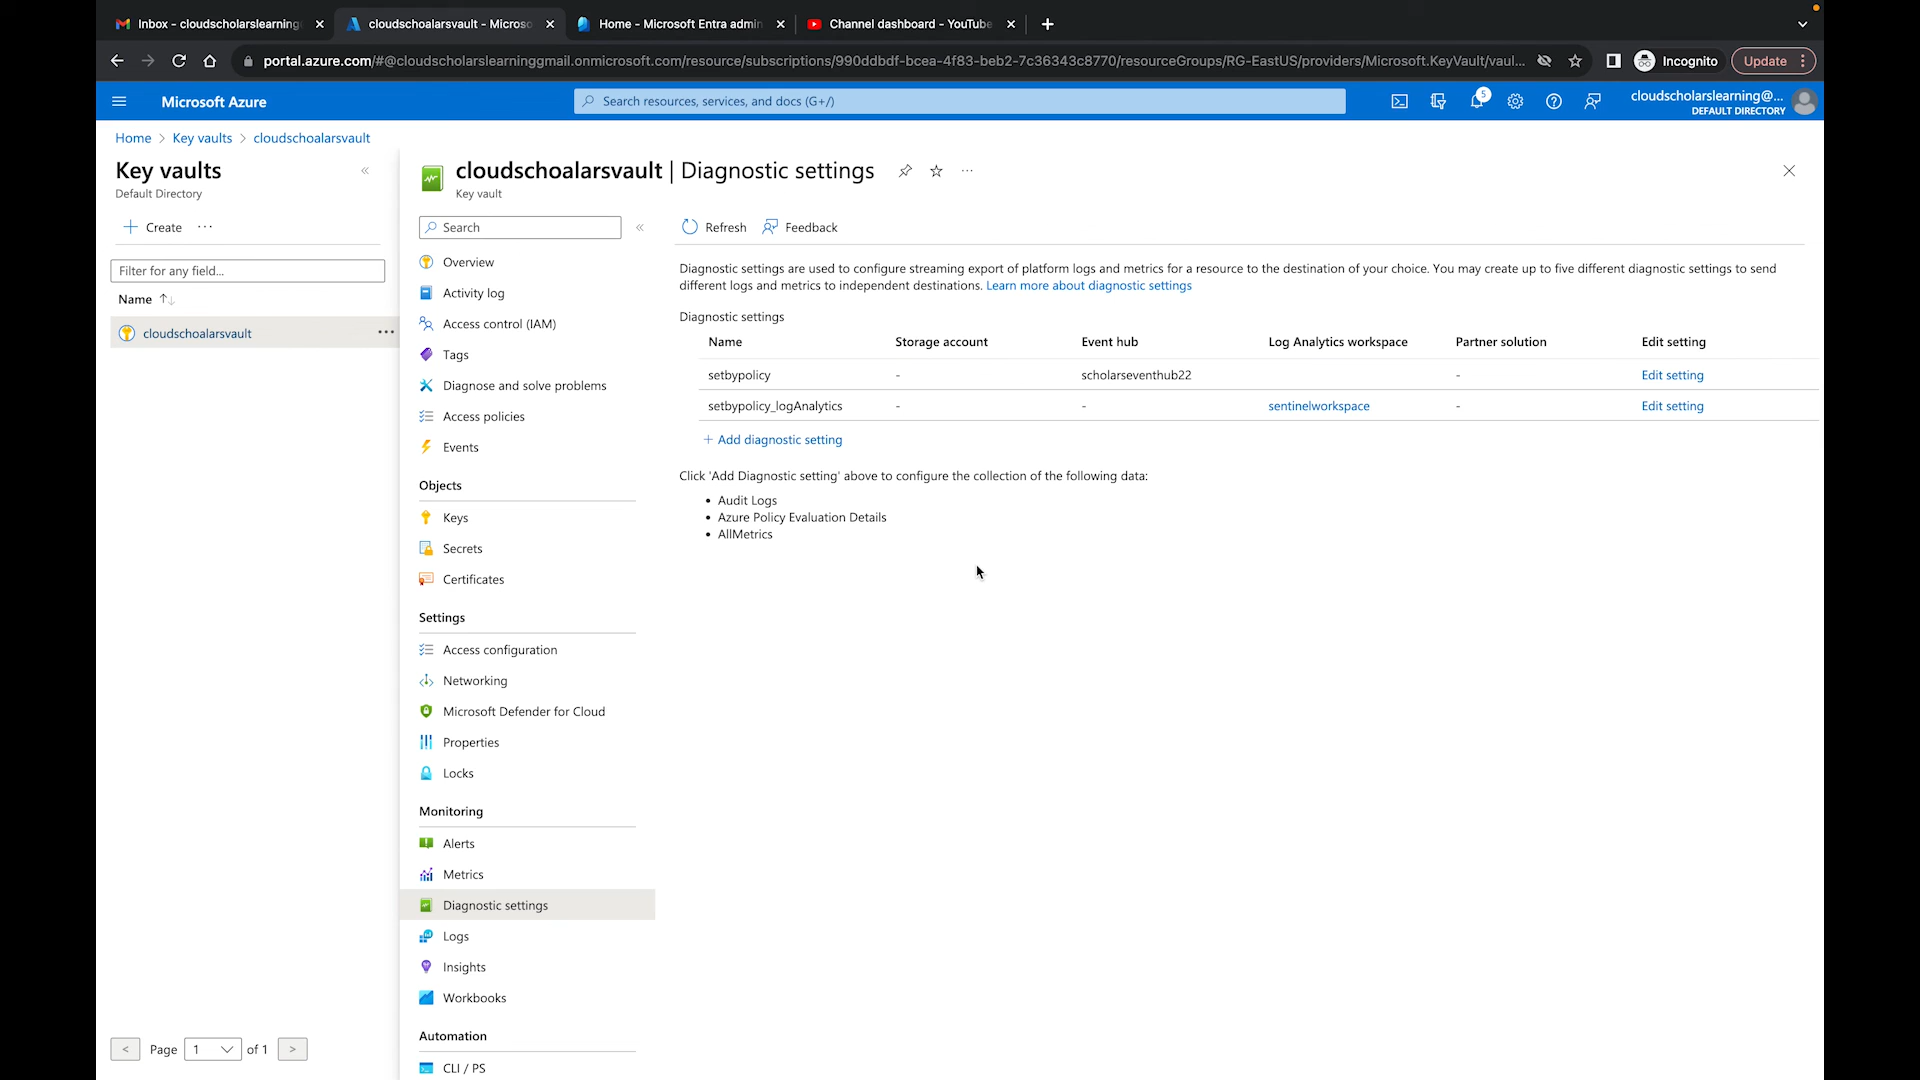 Inbox - cloudscholarslearning
cloudschoalarsvault - Microso
Home - Microsoft Entra admin
Channel dashboard - YouTube
portal.azure.com/#@cloudscholarslearninggmail.onmicrosoft.com/resource/subscriptions/990ddbdf-bcea-4f83-beb2-7c36343c8770/resourceGroups/RG-EastUS/providers/Microsoft.KeyVault/vaul...
Incognito
Update
Microsoft Azure
Search resources, services, and docs (G+/)
5
cloudscholarslearning@...
DEFAULT DIRECTORY
Home > Key vaults > cloudschoalarsvault
Key vaults
Default Directory
Create
Filter for any field...
Name
cloudschoalarsvault
< Page 1 of 1 >
cloudschoalarsvault | Diagnostic settings
Key vault
Search
Overview
Activity log
Access control (IAM)
Tags
Diagnose and solve problems
Access policies
Events
Objects
Keys
Secrets
Certificates
Settings
Access configuration
Networking
Microsoft Defender for Cloud
Properties
Locks
Monitoring
Alerts
Metrics
Diagnostic settings
Logs
Insights
Workbooks
Automation
CLI / PS
Refresh
Feedback
Diagnostic settings are used to configure streaming export of platform logs and metrics for a resource to the destination of your choice. You may create up to five different diagnostic settings to send
different logs and metrics to independent destinations. Learn more about diagnostic settings
Diagnostic settings
Name Storage account Event hub Log Analytics workspace Partner solution Edit setting
setbypolicy - scholarseventhub22 - Edit setting
setbypolicy_logAnalytics - - sentinelworkspace - Edit setting
+ Add diagnostic setting
Click 'Add Diagnostic setting' above to configure the collection of the following data:
• Audit Logs
• Azure Policy Evaluation Details
• AllMetrics